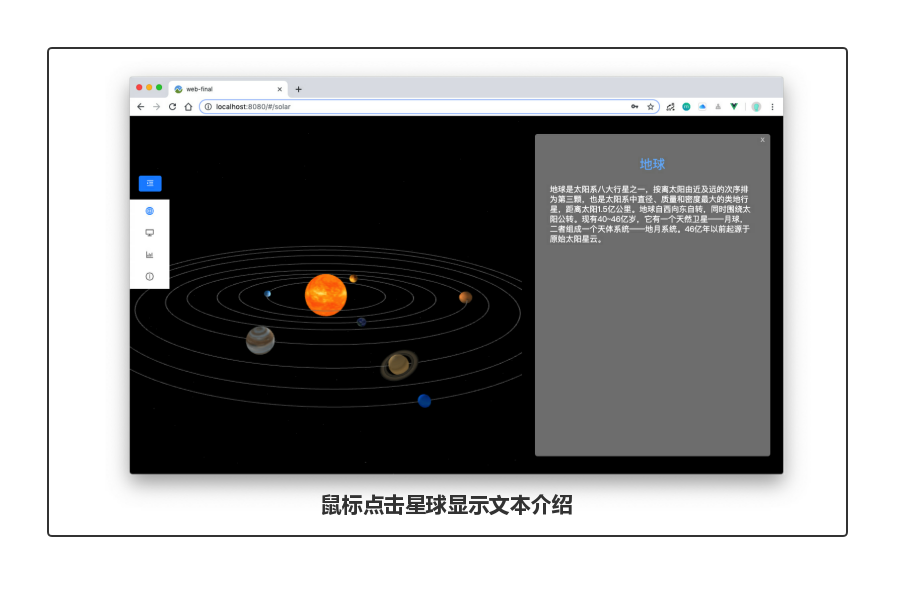 web-final
localhost:8080/#/solar
x
地球
地球是太阳系八大行星之一，按离太阳由近及远的次序排
为第三颗，也是太阳系中直径、质量和密度最大的类地行
星，距离太阳1.5亿公里。地球自西向东自转，同时围绕太
阳公转。现有40~46亿岁，它有一个天然卫星——月球，
二者组成一个天体系统——地月系统。46亿年以前起源于
原始太阳星云。
鼠标点击星球显示文本介绍